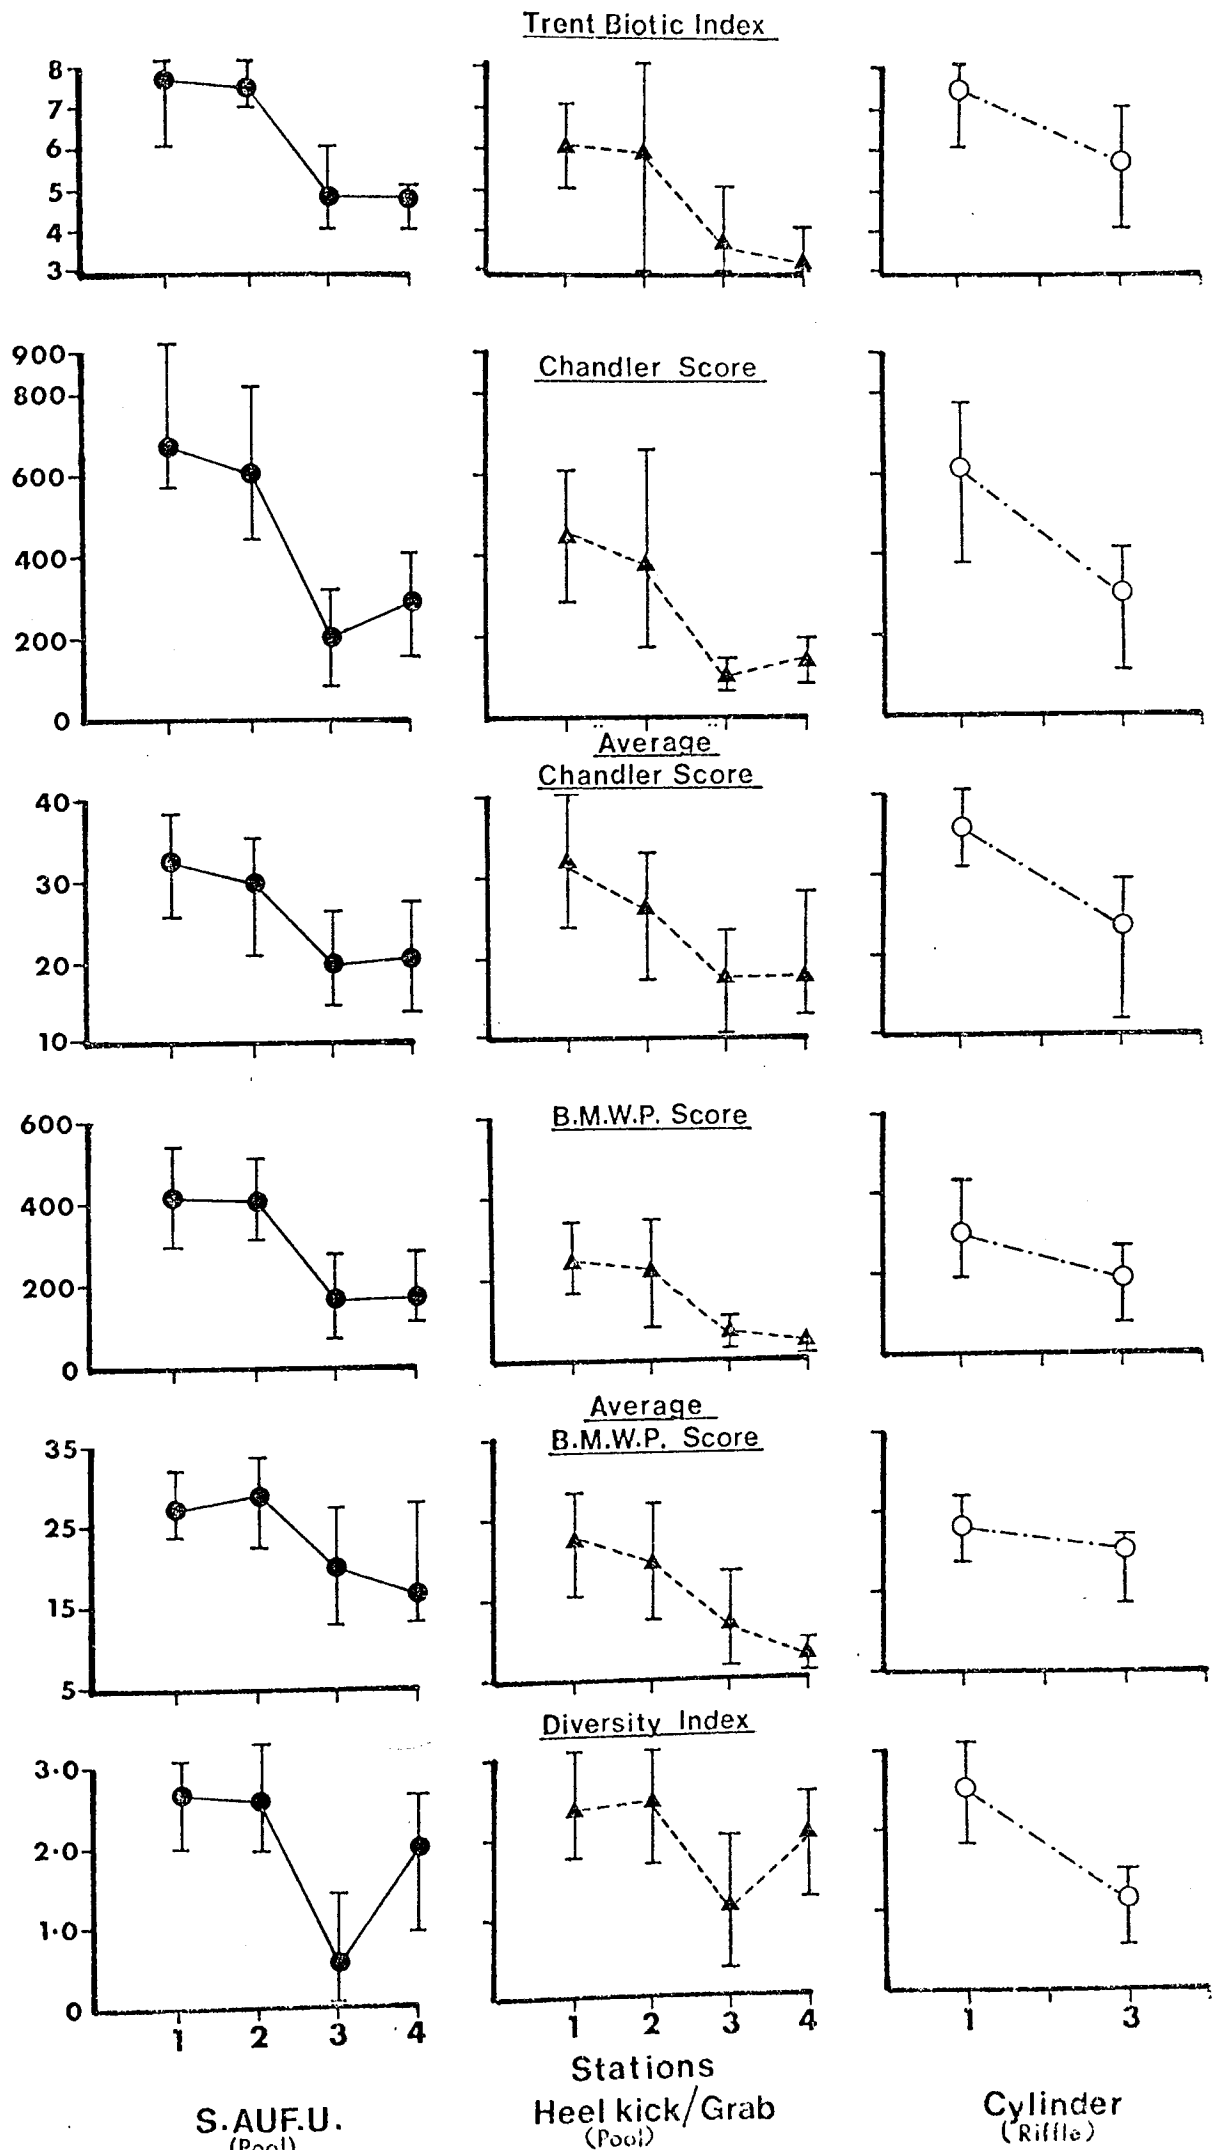 Trent Biotic Index
8
7
6
5
4
3
Chandler Score
900
800
600
400
200
0
Average
Chandler Score
40
30
20
10
B.M.W.P. Score
600
400
200
0
Average
B.M.W.P. Score
35
25
15
5
Diversity Index
3·0
2·0
1·0
0
1 2 3 4
1 2 3 4
1 3
Stations
S.AUF.U.
(Pool)
Heel kick/Grab
(Pool)
Cylinder
(Riffle)